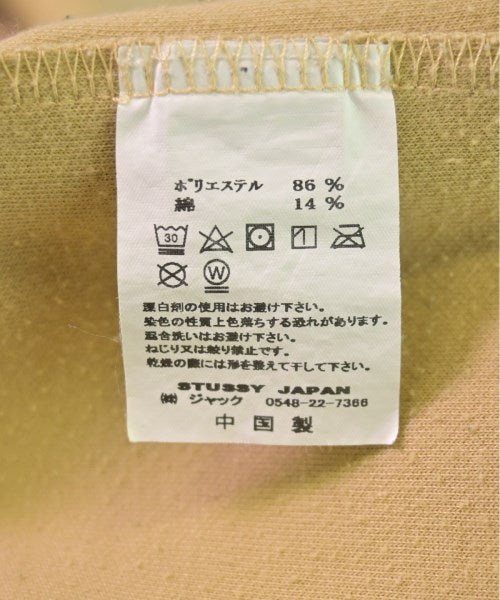 ポリエステル 86 %
綿 14 %
30
W
漂白剤の使用はお避け下さい。
染色の性質上色落ちする恐れがあります。
混合洗いはお避け下さい。
ねじり又は絞り禁止です。
乾燥の際には形を整えて干して下さい。
STUSSY JAPAN
㈱ ジャック 0548-22-7366
中国製